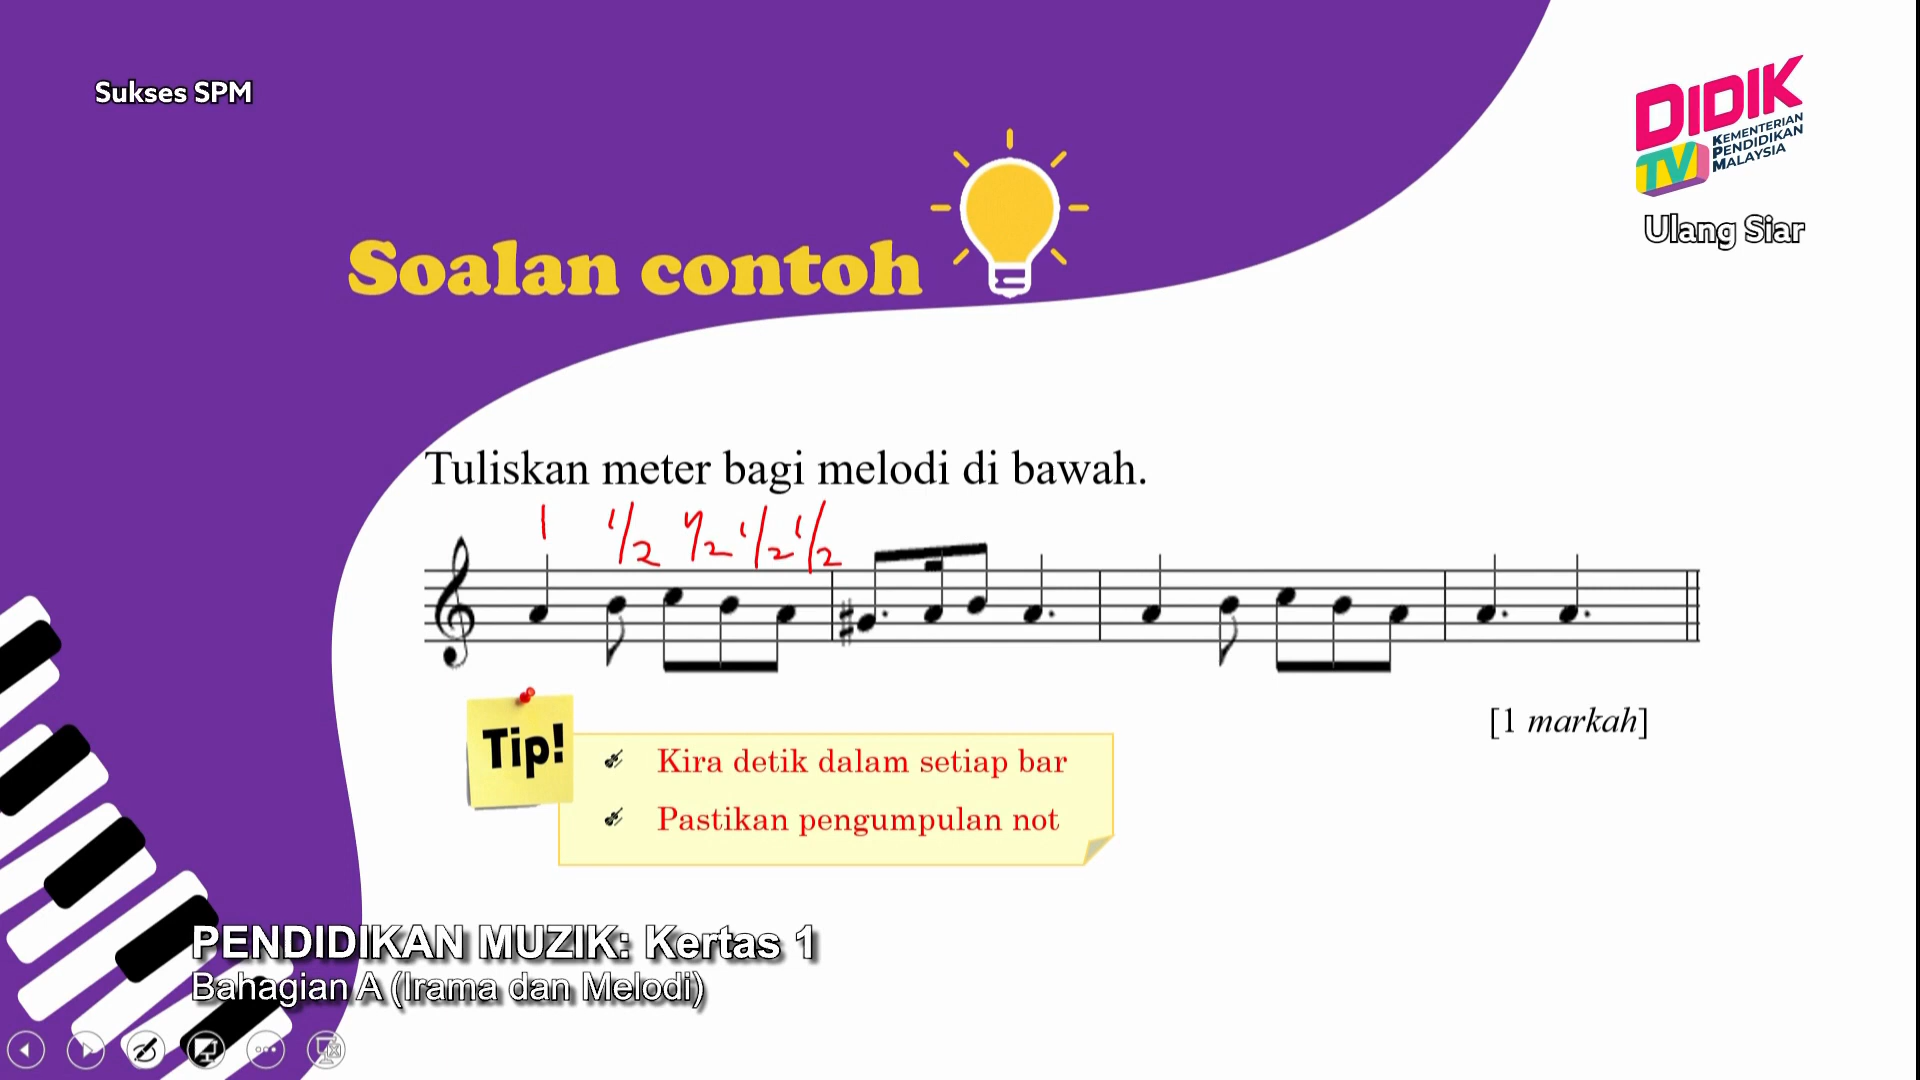 Sukses SPM
DIDIK
TV
KEMENTERIAN
PENDIDIKAN
MALAYSIA
Ulang Siar
Soalan contoh
Tuliskan meter bagi melodi di bawah.
1 1/2 1/2 1/2 1/2
[1 markah]
Tip!
Kira detik dalam setiap bar
Pastikan pengumpulan not
PENDIDIKAN MUZIK: Kertas 1
Bahagian A (Irama dan Melodi)